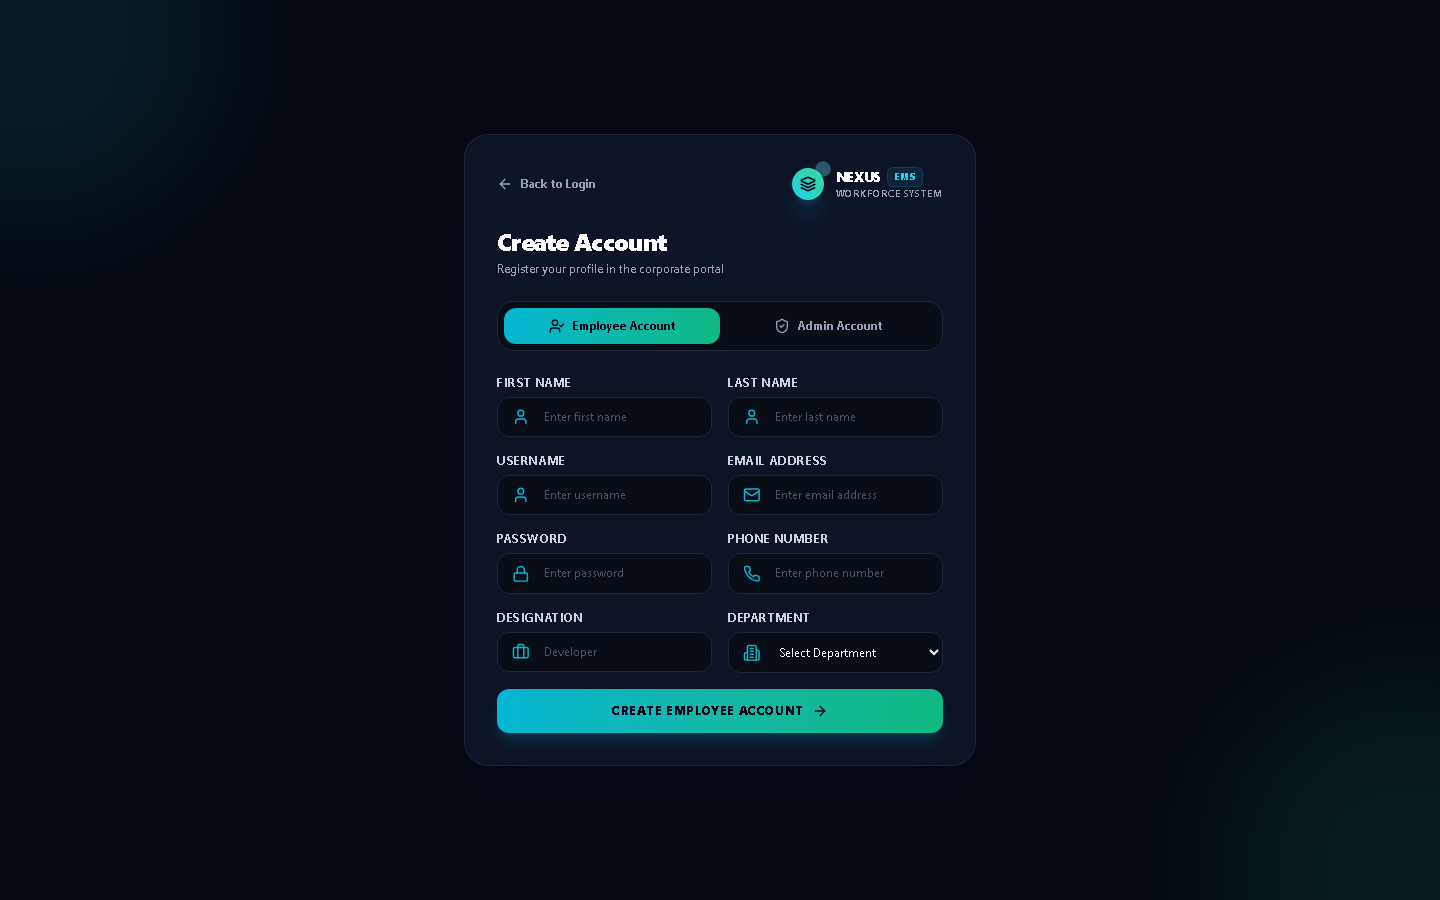 Back to Login
NEXUS EMS
WORKFORCE SYSTEM
Create Account
Register your profile in the corporate portal
Employee Account
Admin Account
FIRST NAME
LAST NAME
Enter first name
Enter last name
USERNAME
EMAIL ADDRESS
Enter username
Enter email address
PASSWORD
PHONE NUMBER
Enter password
Enter phone number
DESIGNATION
DEPARTMENT
Developer
Select Department
CREATE EMPLOYEE ACCOUNT